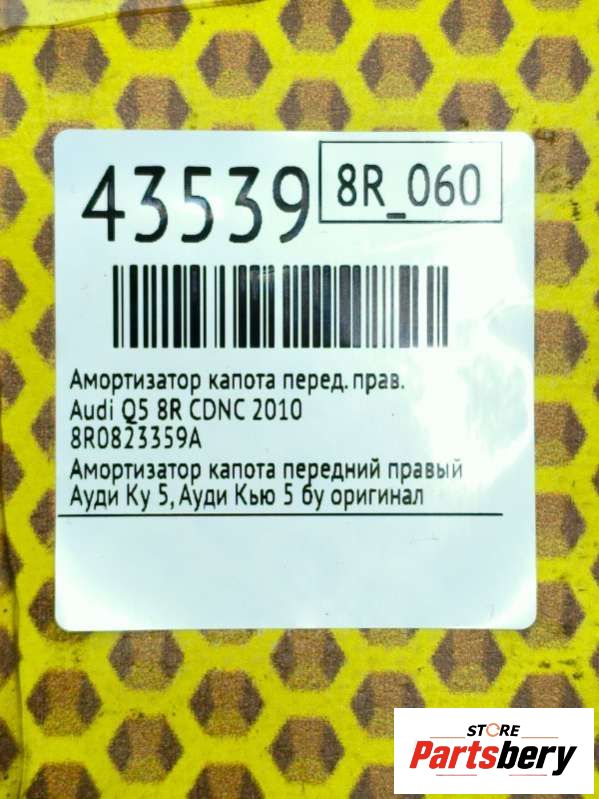 43539
8R_060
Амортизатор капота перед. прав.
Audi Q5 8R CDNC 2010
8R0823359A
Амортизатор капота передний правый
Ауди Ку 5, Ауди Кью 5 бу оригинал
STORE
Partsbery